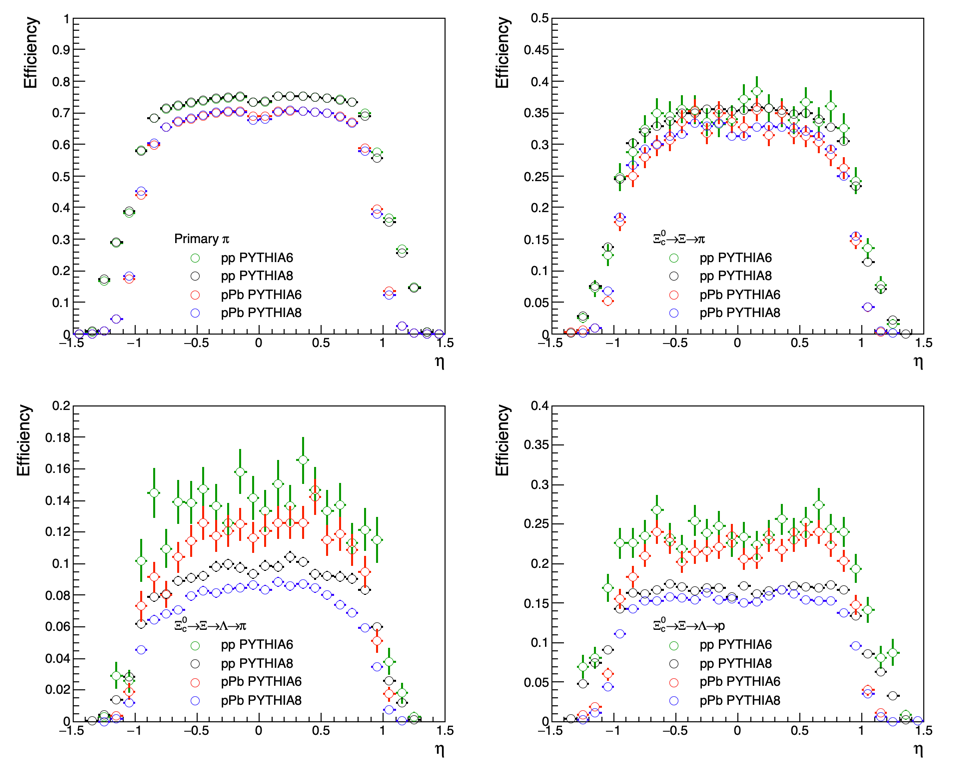 Efficiency
1
0.9
0.8
0.7
0.6
0.5
0.4
0.3
0.2
0.1
0
−1.5 −1 −0.5 0 0.5 1 1.5
η
Primary π
pp PYTHIA6
pp PYTHIA8
pPb PYTHIA6
pPb PYTHIA8
Efficiency
0.5
0.45
0.4
0.35
0.3
0.25
0.2
0.15
0.1
0.05
0
−1.5 −1 −0.5 0 0.5 1 1.5
η
Ξc0→Ξ→π
pp PYTHIA6
pp PYTHIA8
pPb PYTHIA6
pPb PYTHIA8
Efficiency
0.2
0.18
0.16
0.14
0.12
0.1
0.08
0.06
0.04
0.02
0
−1.5 −1 −0.5 0 0.5 1 1.5
η
Ξc0→Ξ→Λ→π
pp PYTHIA6
pp PYTHIA8
pPb PYTHIA6
pPb PYTHIA8
Efficiency
0.4
0.35
0.3
0.25
0.2
0.15
0.1
0.05
0
−1.5 −1 −0.5 0 0.5 1 1.5
η
Ξc0→Ξ→Λ→p
pp PYTHIA6
pp PYTHIA8
pPb PYTHIA6
pPb PYTHIA8